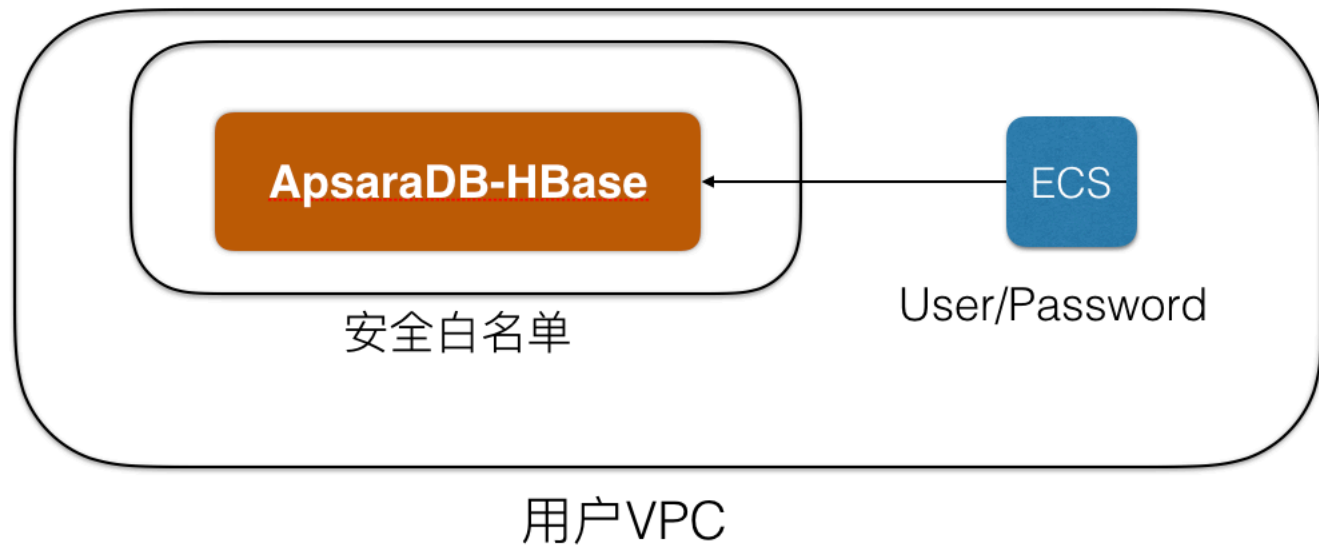 ApsaraDB-HBase
ECS
安全白名单
User/Password
用户VPC